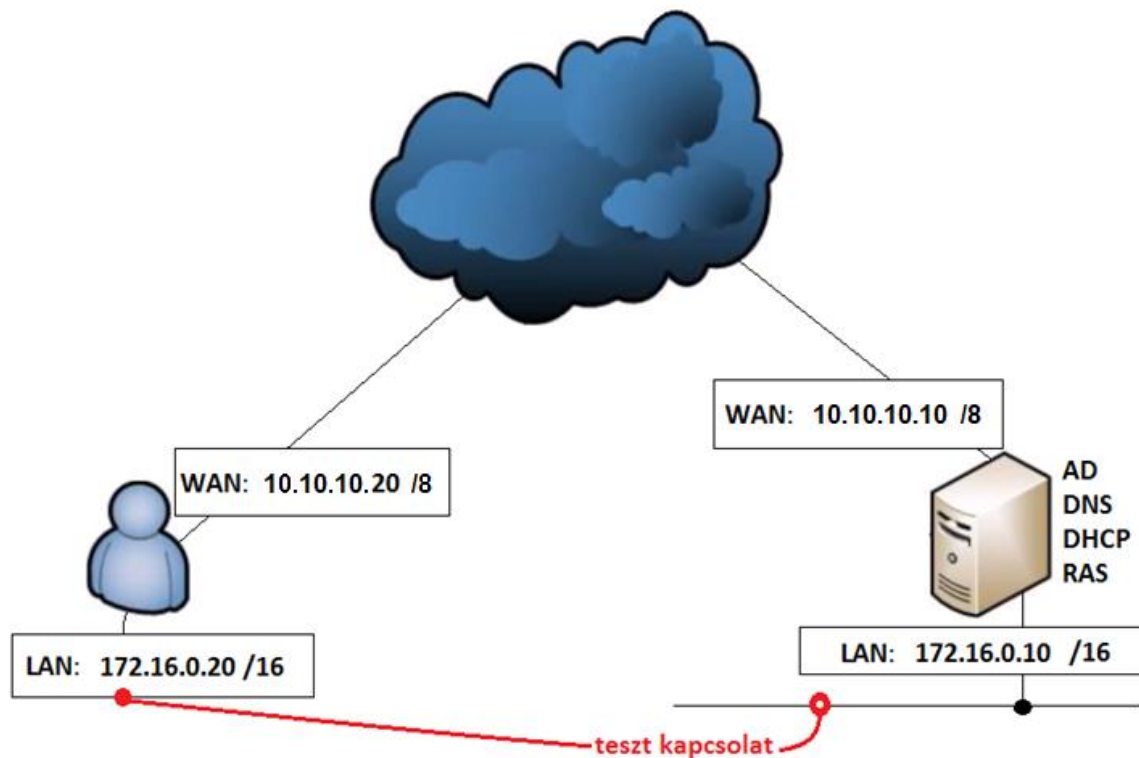 WAN: 10.10.10.10 /8
WAN: 10.10.10.20 /8
AD
DNS
DHCP
RAS
LAN: 172.16.0.20 /16
LAN: 172.16.0.10 /16
teszt kapcsolat